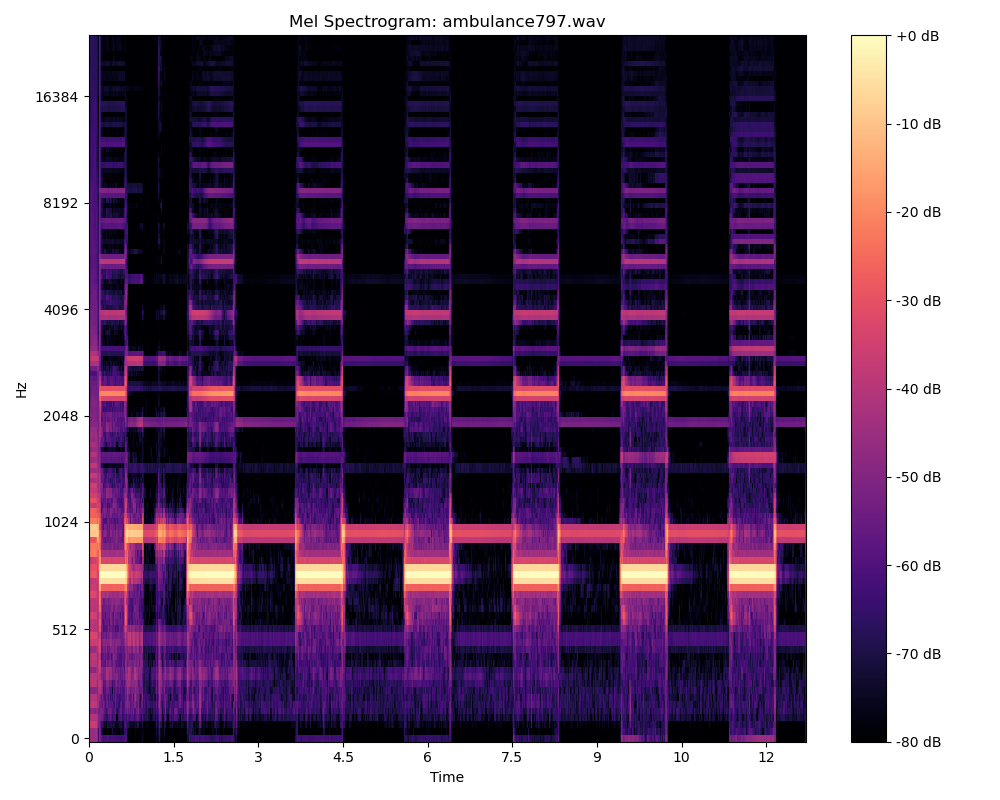 Mel Spectrogram: ambulance797.wav
16384
8192
4096
2048
1024
512
0
Hz
0 1.5 3 4.5 6 7.5 9 10 12
Time
+0 dB
-10 dB
-20 dB
-30 dB
-40 dB
-50 dB
-60 dB
-70 dB
-80 dB